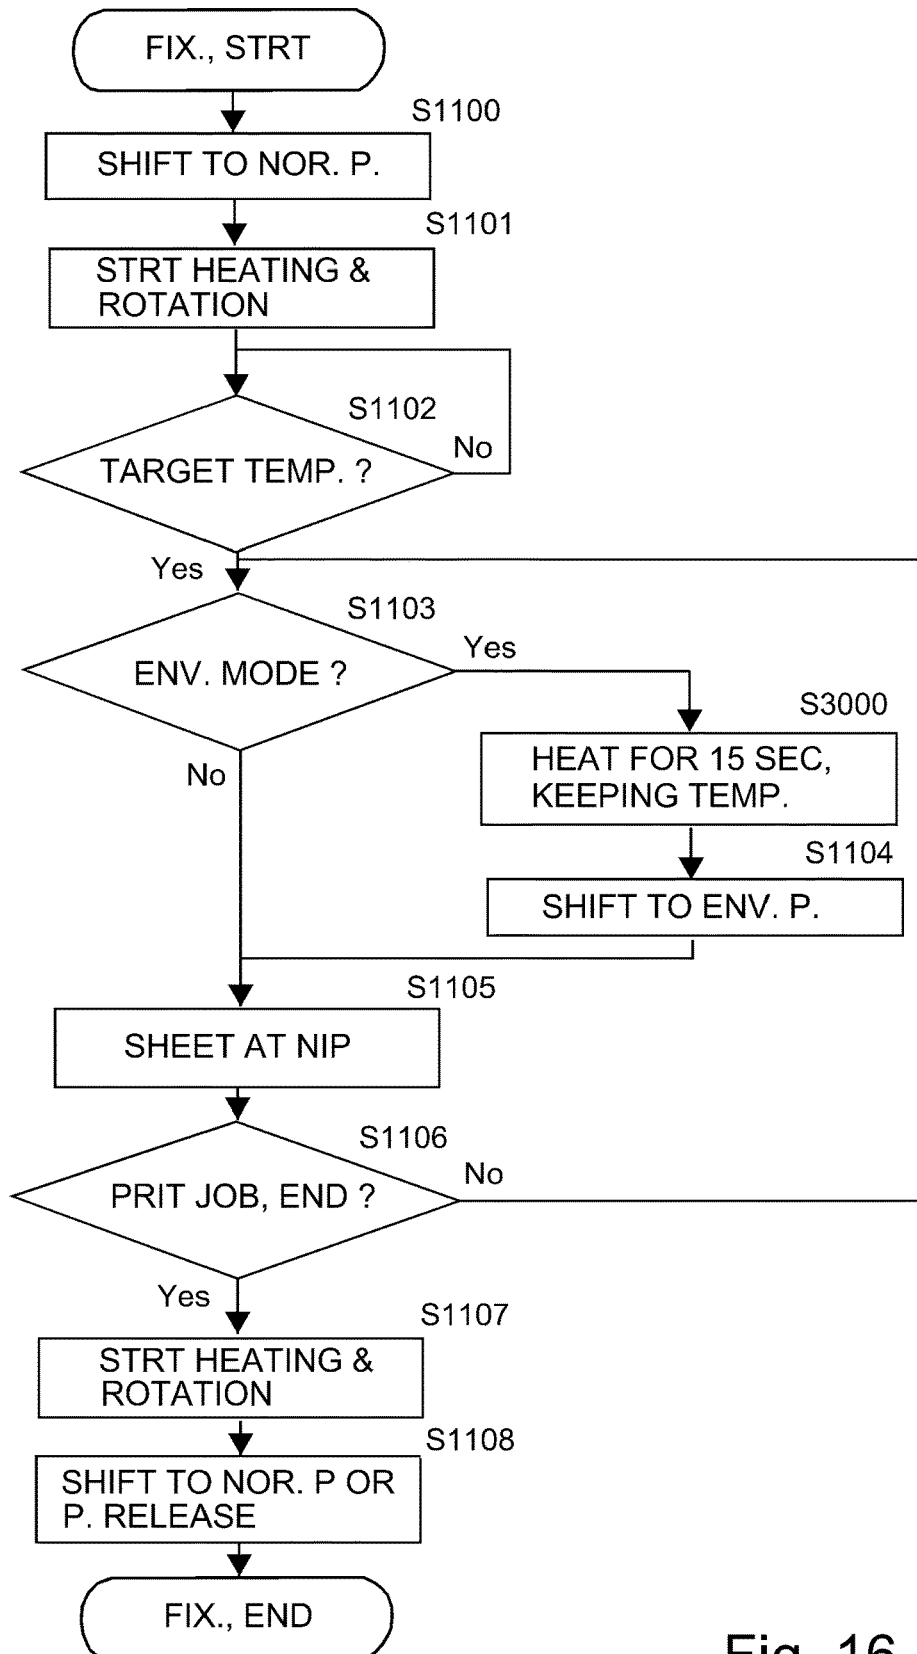 FIX., STRT
S1100
SHIFT TO NOR. P.
S1101
STRT HEATING &
ROTATION
S1102
TARGET TEMP. ?
No
Yes
S1103
ENV. MODE ?
Yes
No
S3000
HEAT FOR 15 SEC,
KEEPING TEMP.
S1104
SHIFT TO ENV. P.
S1105
SHEET AT NIP
S1106
PRIT JOB, END ?
No
Yes
S1107
STRT HEATING &
ROTATION
S1108
SHIFT TO NOR. P OR
P. RELEASE
FIX., END
Fig. 16